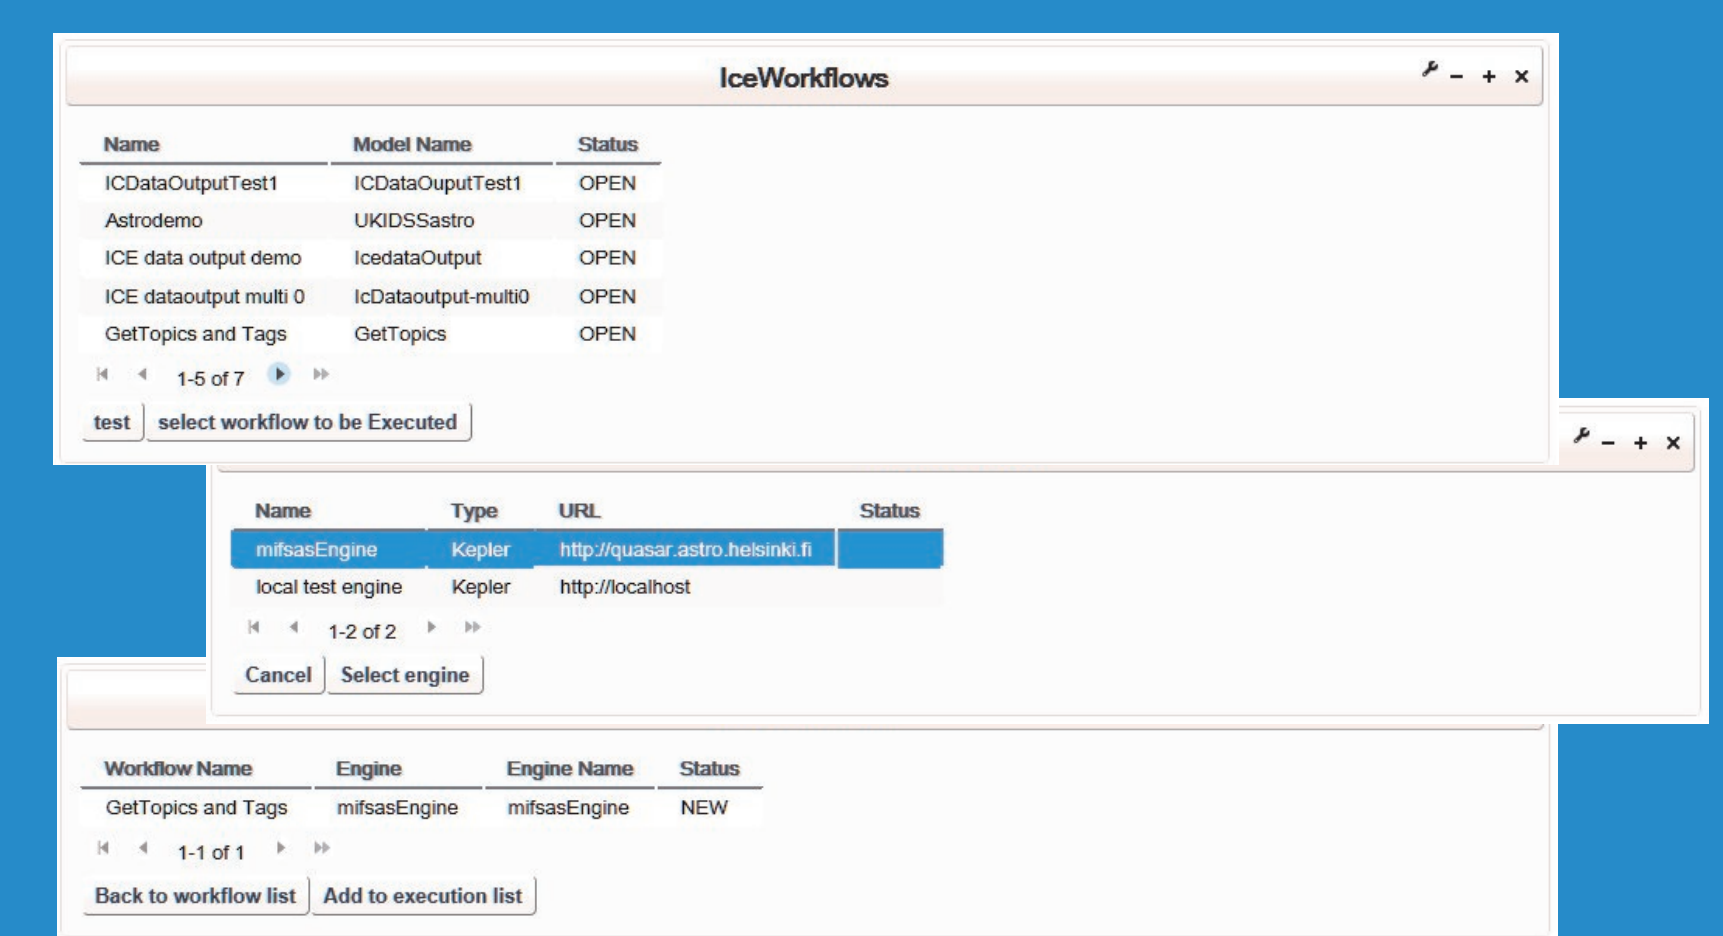 IceWorkflows
Name Model Name Status
ICDataOutputTest1 ICDataOuputTest1 OPEN
Astrodemo UKIDSSastro OPEN
ICE data output demo IcedataOutput OPEN
ICE dataoutput multi 0 IcDataoutput-multi0 OPEN
GetTopics and Tags GetTopics OPEN
1-5 of 7
test select workflow to be Executed
Name Type URL Status
mifsasEngine Kepler http://quasar.astro.helsinki.fi
local test engine Kepler http://localhost
1-2 of 2
Cancel Select engine
Workflow Name Engine Engine Name Status
GetTopics and Tags mifsasEngine mifsasEngine NEW
1-1 of 1
Back to workflow list Add to execution list